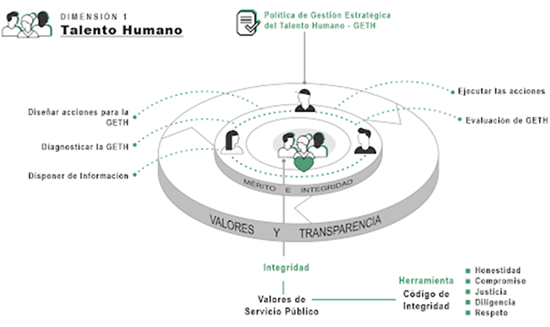 DIMENSIÓN 1
Talento Humano
Política de Gestión Estratégica
del Talento Humano - GETH
Diseñar acciones para la
GETH
Diagnosticar la GETH
Disponer de Información
Ejecutar las acciones
Evaluación de GETH
MÉRITO E INTEGRIDAD
VALORES Y TRANSPARENCIA
Integridad
Valores de
Servicio Público
Herramienta
Código de
Integridad
Honestidad
Compromiso
Justicia
Diligencia
Respeto